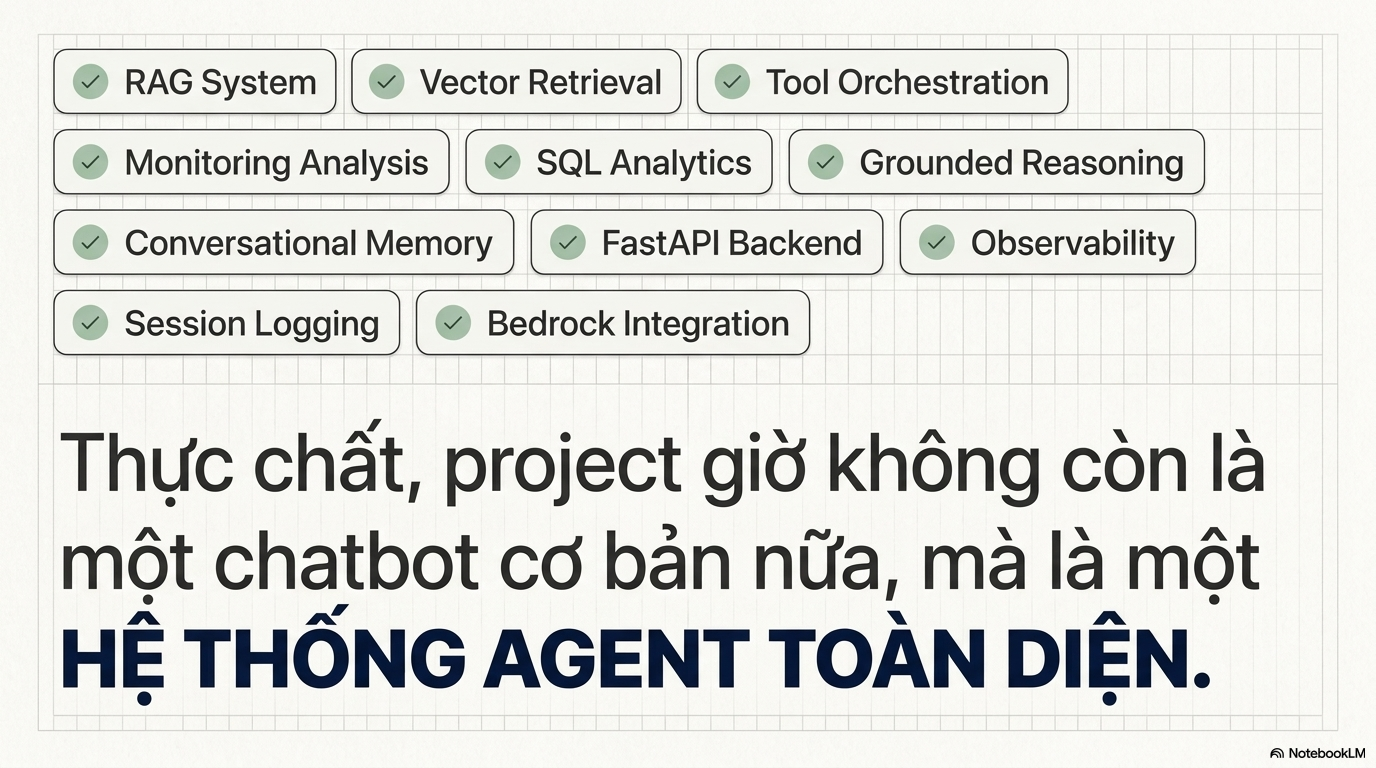 RAG System
Vector Retrieval
Tool Orchestration
Monitoring Analysis
SQL Analytics
Grounded Reasoning
Conversational Memory
FastAPI Backend
Observability
Session Logging
Bedrock Integration
Thực chất, project giờ không còn là
một chatbot cơ bản nữa, mà là một
HỆ THỐNG AGENT TOÀN DIỆN.
NotebookLM